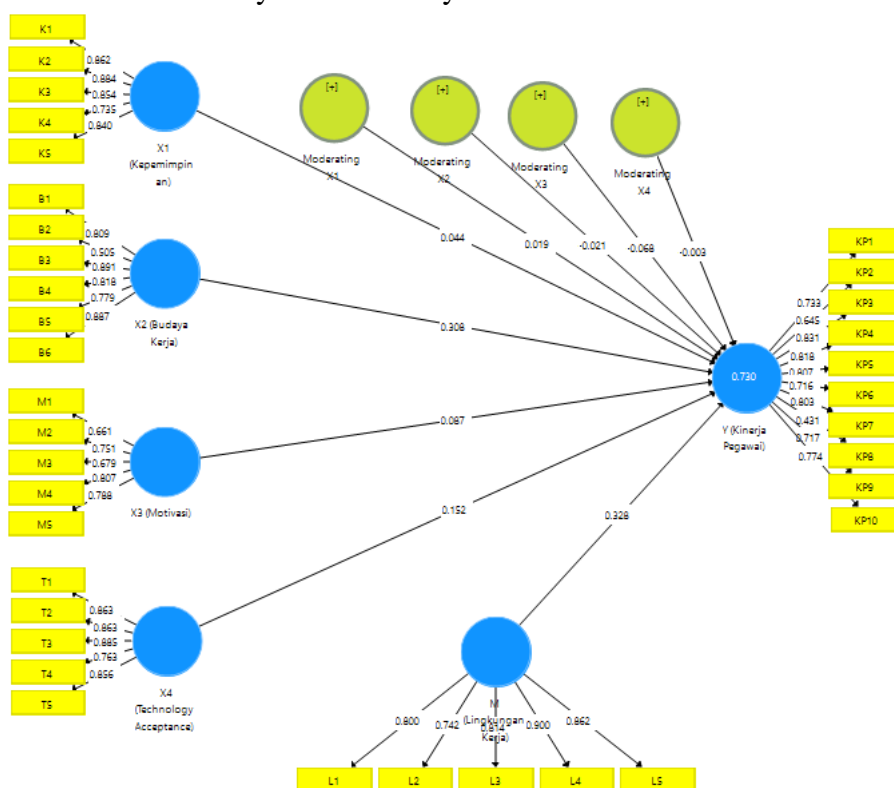 K1
K2
K3
K4
K5
0.862
0.884
0.854
0.735
0.840
X1
(Kepemimpin
an)
[+]
Moderating
X1
[+]
Moderating
X2
[+]
Moderating
X3
[+]
Moderating
X4
B1
B2
B3
B4
B5
B6
0.809
0.505
0.891
0.818
0.779
0.887
X2 (Budaya
Kerja)
0.044
0.019
-0.021
-0.068
-0.003
0.308
M1
M2
M3
M4
M5
0.661
0.751
0.679
0.807
0.788
X3 (Motivasi)
0.087
T1
T2
T3
T4
T5
0.863
0.863
0.885
0.763
0.856
X4
(Technology
Acceptance)
0.152
0.328
0.730
Y (Kinerja
Pegawai)
0.733
0.645
0.831
0.818
0.807
0.716
0.803
0.431
0.717
0.774
KP1
KP2
KP3
KP4
KP5
KP6
KP7
KP8
KP9
KP10
M
(Lingkungan
Kerja)
0.800
0.742
0.814
0.900
0.862
L1
L2
L3
L4
L5